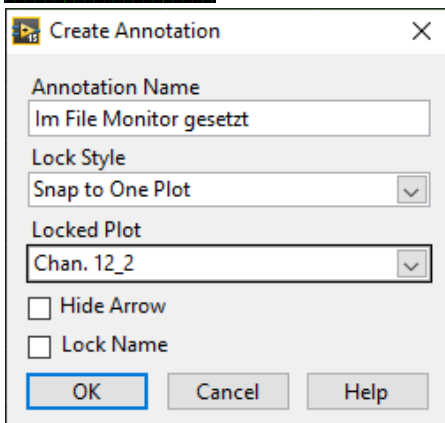 Create Annotation
Annotation Name
Im File Monitor gesetzt
Lock Style
Snap to One Plot
Locked Plot
Chan. 12_2
Hide Arrow
Lock Name
OK Cancel Help